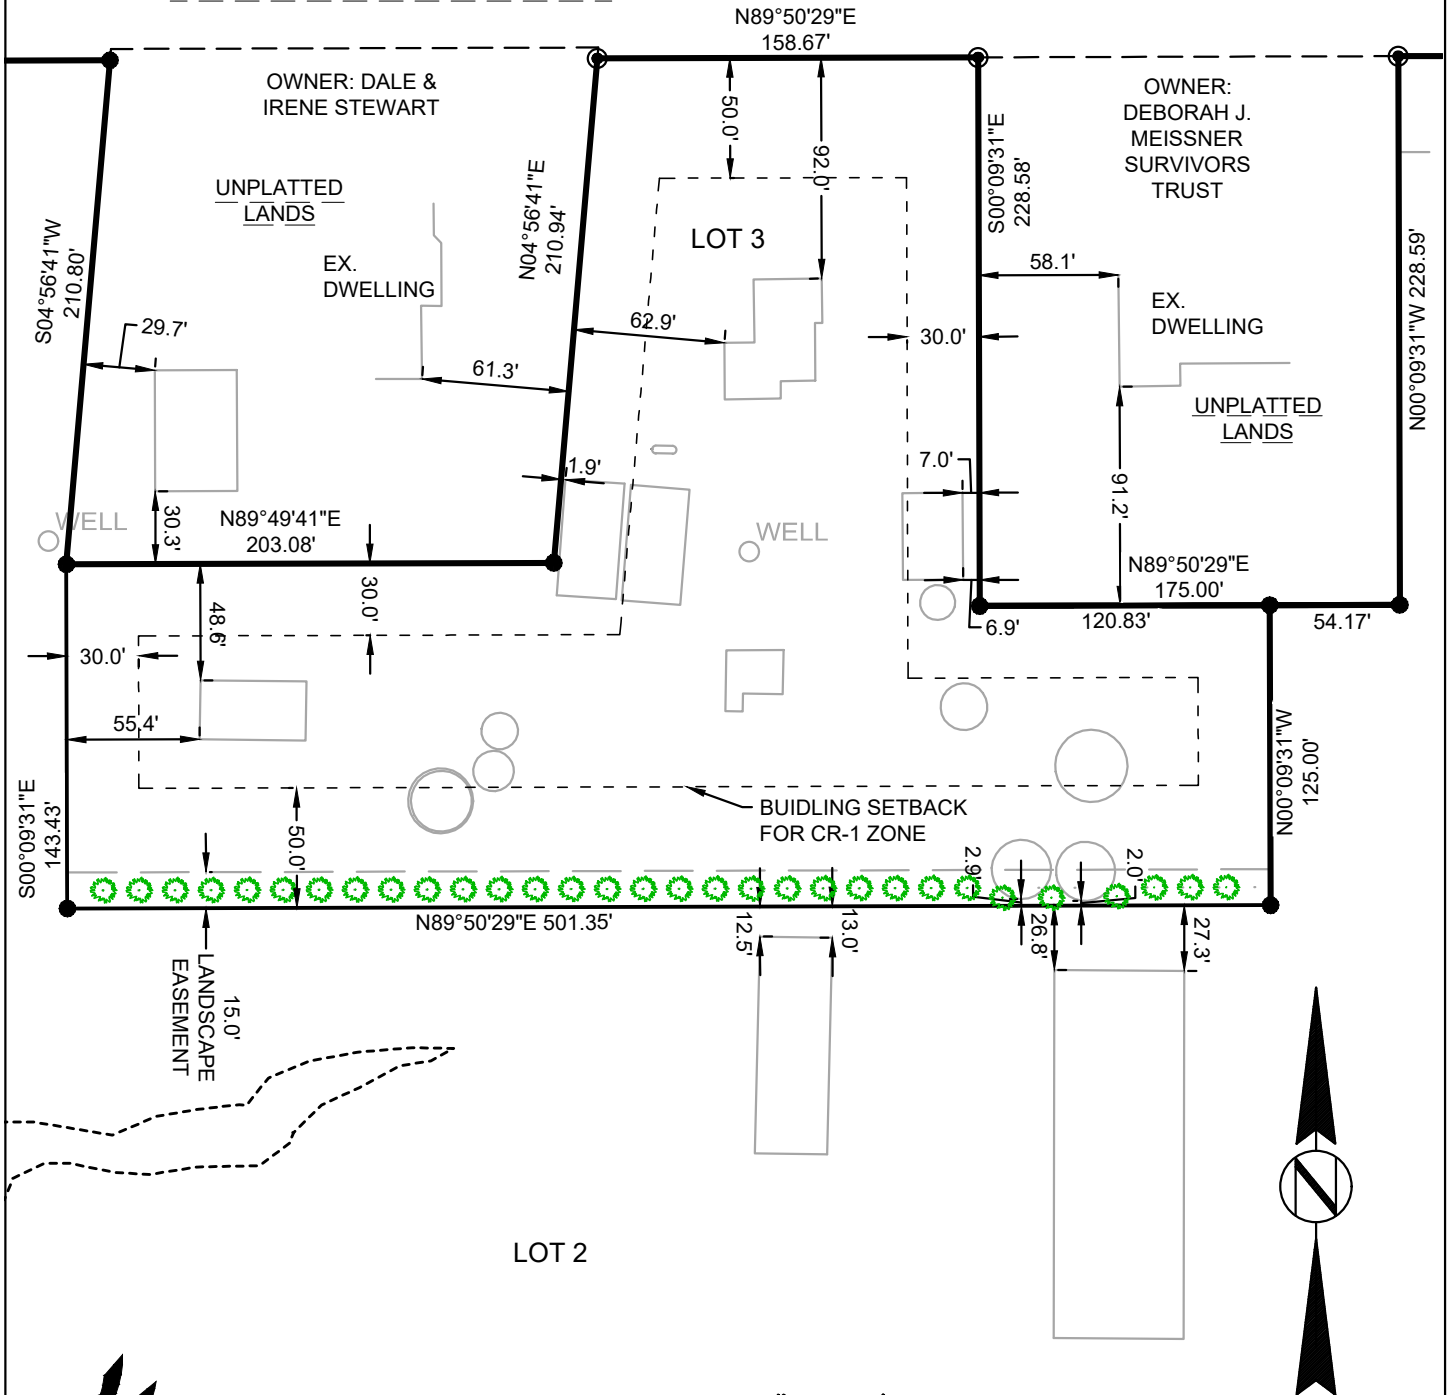 N89°50'29"E
158.67'
OWNER: DALE &
IRENE STEWART
OWNER:
DEBORAH J.
MEISSNER
SURVIVORS
TRUST
50.0'
92.0'
S00°09'31"E
228.58'
UNPLATTED
LANDS
N04°56'41"E
210.94'
S04°56'41"W
210.80'
LOT 3
EX.
DWELLING
58.1'
EX.
DWELLING
N00°09'31"W 228.59'
29.7'
62.9'
30.0'
61.3'
UNPLATTED
LANDS
1.9'
7.0'
91.2'
WELL
30.3'
N89°49'41"E
203.08'
WELL
N89°50'29"E
175.00'
30.0'
48.6'
6.9'
120.83'
54.17'
30.0'
55.4'
N00°09'31"W
125.00'
S00°09'31"E
143.43'
BUIDLING SETBACK
FOR CR-1 ZONE
50.0'
2.9'
2.0'
N89°50'29"E 501.35'
12.5'
13.0'
26.8'
27.3'
15.0'
LANDSCAPE
EASEMENT
N
LOT 2